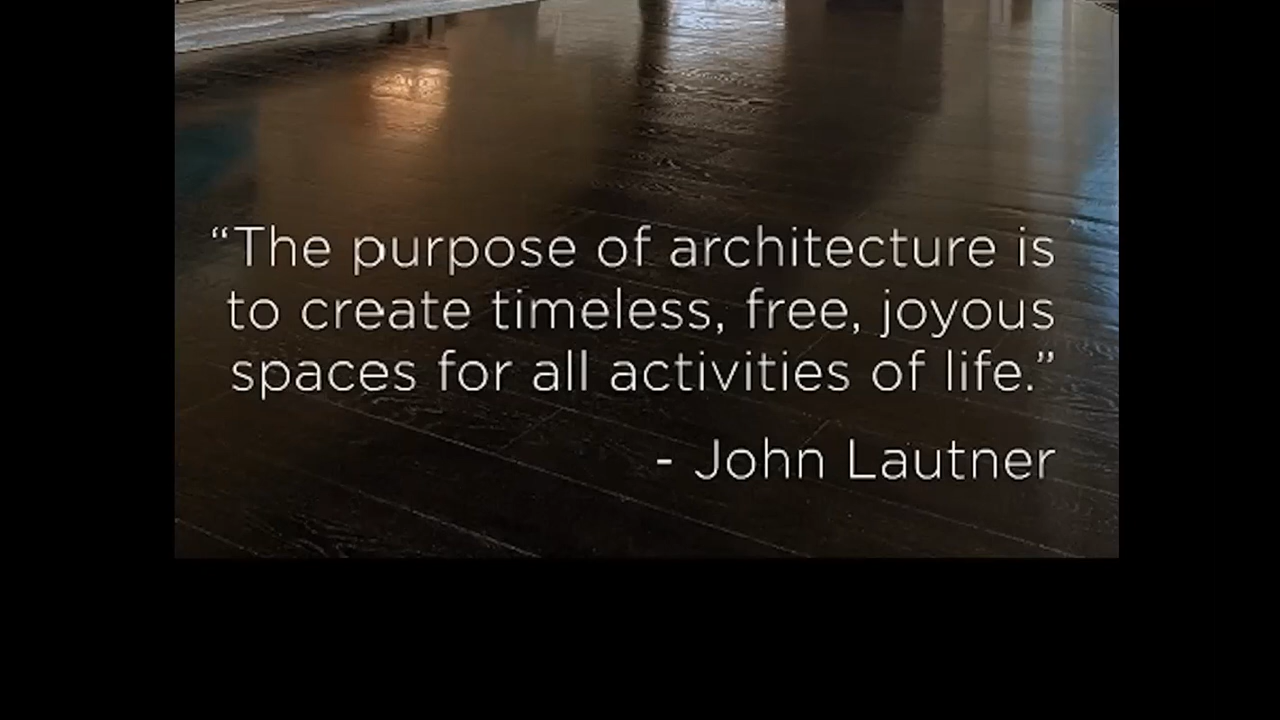 “The purpose of architecture is
to create timeless, free, joyous
spaces for all activities of life.”
- John Lautner